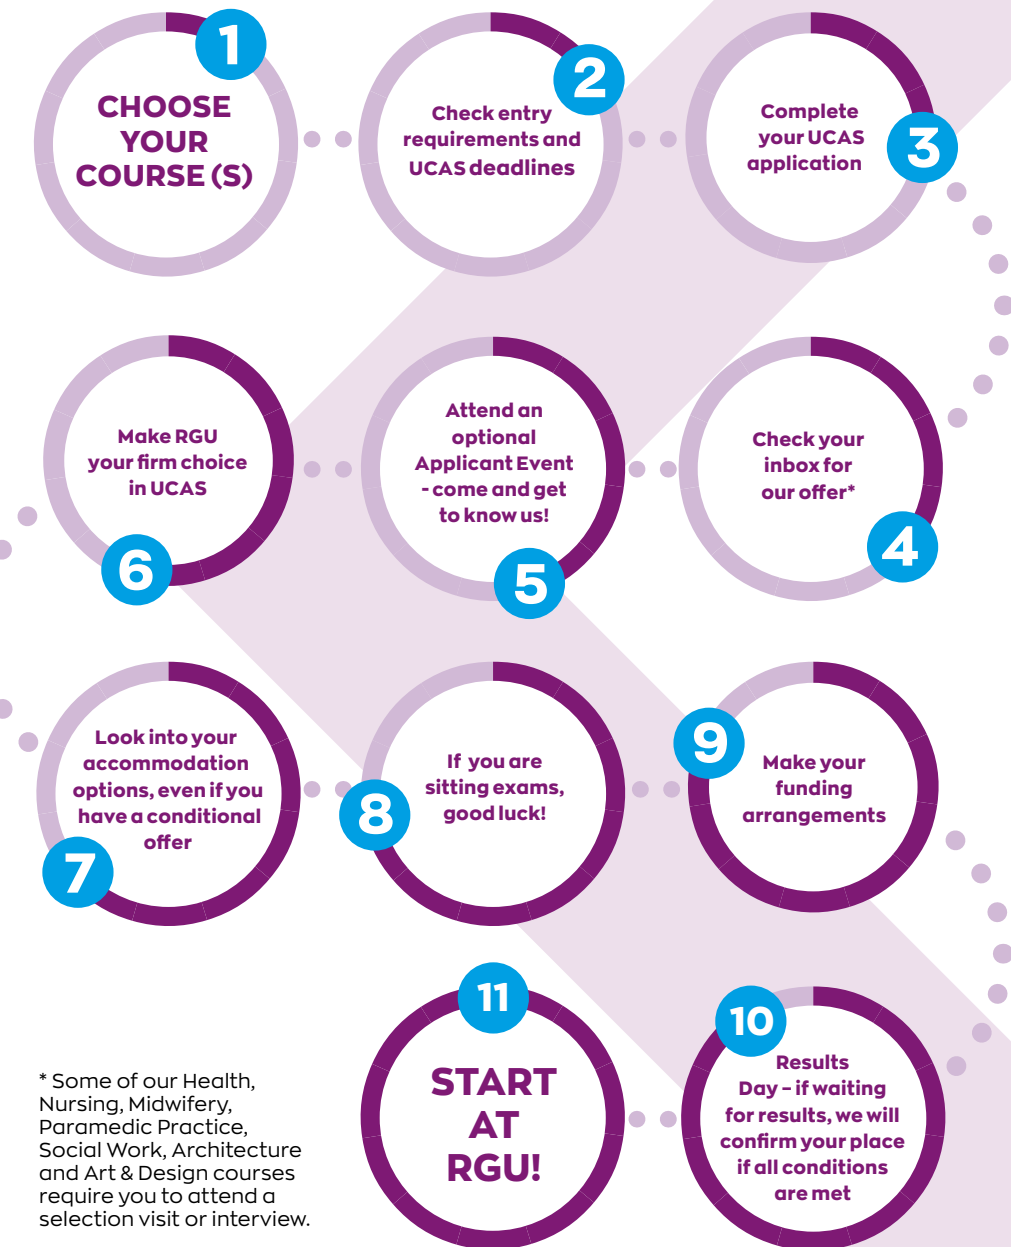 1
CHOOSE
YOUR
COURSE (S)
2
Check entry
requirements and
UCAS deadlines
3
Complete
your UCAS
application
4
Check your
inbox for
our offer*
5
Attend an
optional
Applicant Event
- come and get
to know us!
6
Make RGU
your firm choice
in UCAS
7
Look into your
accommodation
options, even if you
have a conditional
offer
8
If you are
sitting exams,
good luck!
9
Make your
funding
arrangements
10
Results
Day – if waiting
for results, we will
confirm your place
if all conditions
are met
11
START
AT
RGU!
* Some of our Health,
Nursing, Midwifery,
Paramedic Practice,
Social Work, Architecture
and Art & Design courses
require you to attend a
selection visit or interview.